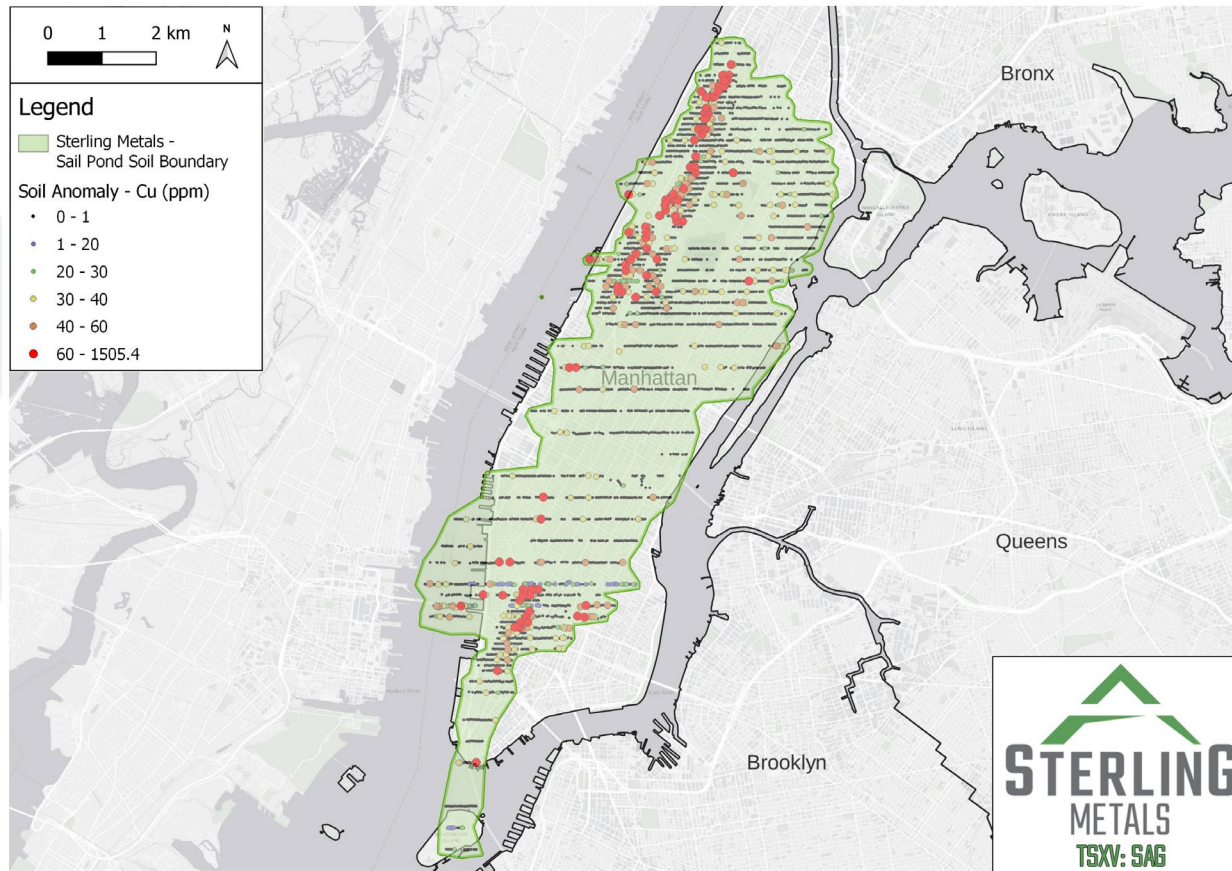 0 1 2 km
N
Legend
Sterling Metals -
Sail Pond Soil Boundary
Soil Anomaly - Cu (ppm)
0 - 1
1 - 20
20 - 30
30 - 40
40 - 60
60 - 1505.4
Bronx
Manhattan
Queens
Brooklyn
STERLING
METALS
TSXV: SAG